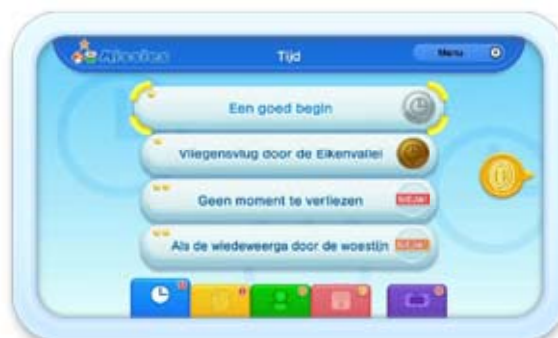 Missies
Tijd
Menu
Een goed begin
Vliegensvlug door de Eikenvallei
Geen moment te verliezen
Als de wiedeweerga door de woestijn